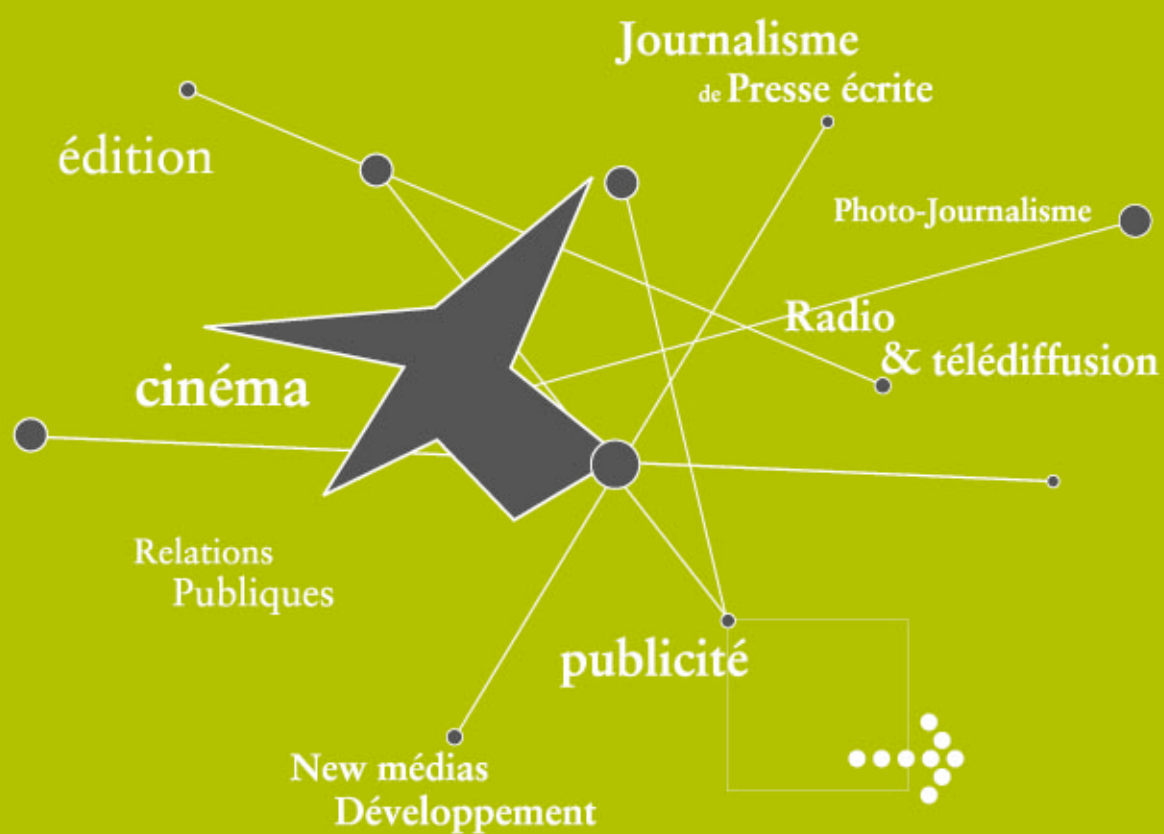 Journalisme
de Presse écrite
édition
Photo-Journalisme
Radio
& télédiffusion
cinéma
Relations
Publiques
publicité
New médias
Développement